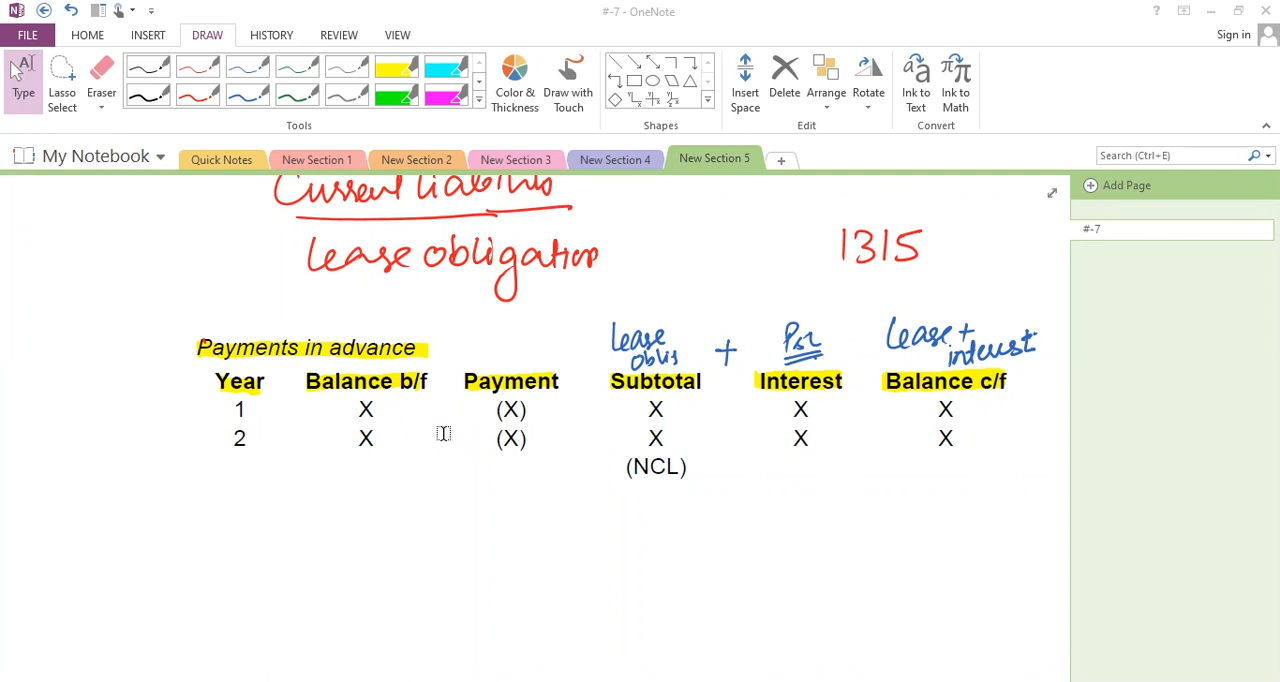 #-7 - OneNote
Sign in
FILE HOME INSERT DRAW HISTORY REVIEW VIEW
Type
Lasso Select
Eraser
Color & Thickness
Draw with Touch
Insert Space
Delete
Arrange
Rotate
Ink to Text
Ink to Math
Tools
Shapes
Edit
Convert
My Notebook
Quick Notes New Section 1 New Section 2 New Section 3 New Section 4 New Section 5
Search (Ctrl+E)
Add Page
#-7
Current liabilities
Lease obligation 1315
Lease + P&L Lease +
oblig interest
Payments in advance
Year Balance b/f Payment Subtotal Interest Balance c/f
1 X (X) X X X
2 X (X) X X X
(NCL)